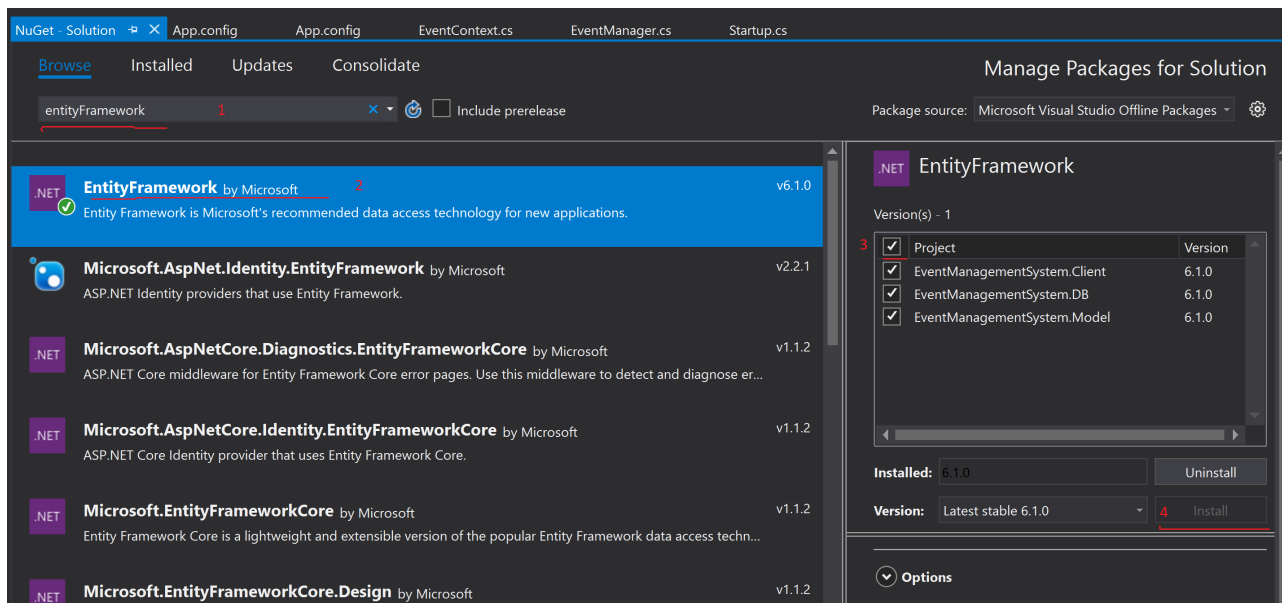 NuGet - Solution App.config App.config EventContext.cs EventManager.cs Startup.cs
Browse Installed Updates Consolidate
Manage Packages for Solution
entityFramework 1 Include prerelease
Package source: Microsoft Visual Studio Offline Packages
.NET EntityFramework by Microsoft 2 v6.1.0
Entity Framework is Microsoft's recommended data access technology for new applications.
Microsoft.AspNet.Identity.EntityFramework by Microsoft v2.2.1
ASP.NET Identity providers that use Entity Framework.
.NET Microsoft.AspNetCore.Diagnostics.EntityFrameworkCore by Microsoft v1.1.2
ASP.NET Core middleware for Entity Framework Core error pages. Use this middleware to detect and diagnose er...
.NET Microsoft.AspNetCore.Identity.EntityFrameworkCore by Microsoft v1.1.2
ASP.NET Core Identity provider that uses Entity Framework Core.
.NET Microsoft.EntityFrameworkCore by Microsoft v1.1.2
Entity Framework Core is a lightweight and extensible version of the popular Entity Framework data access techn...
.NET Microsoft.EntityFrameworkCore.Design by Microsoft v1.1.2
.NET EntityFramework
Version(s) - 1
3 Project Version
EventManagementSystem.Client 6.1.0
EventManagementSystem.DB 6.1.0
EventManagementSystem.Model 6.1.0
Installed: 6.1.0 Uninstall
Version: Latest stable 6.1.0 4 Install
Options